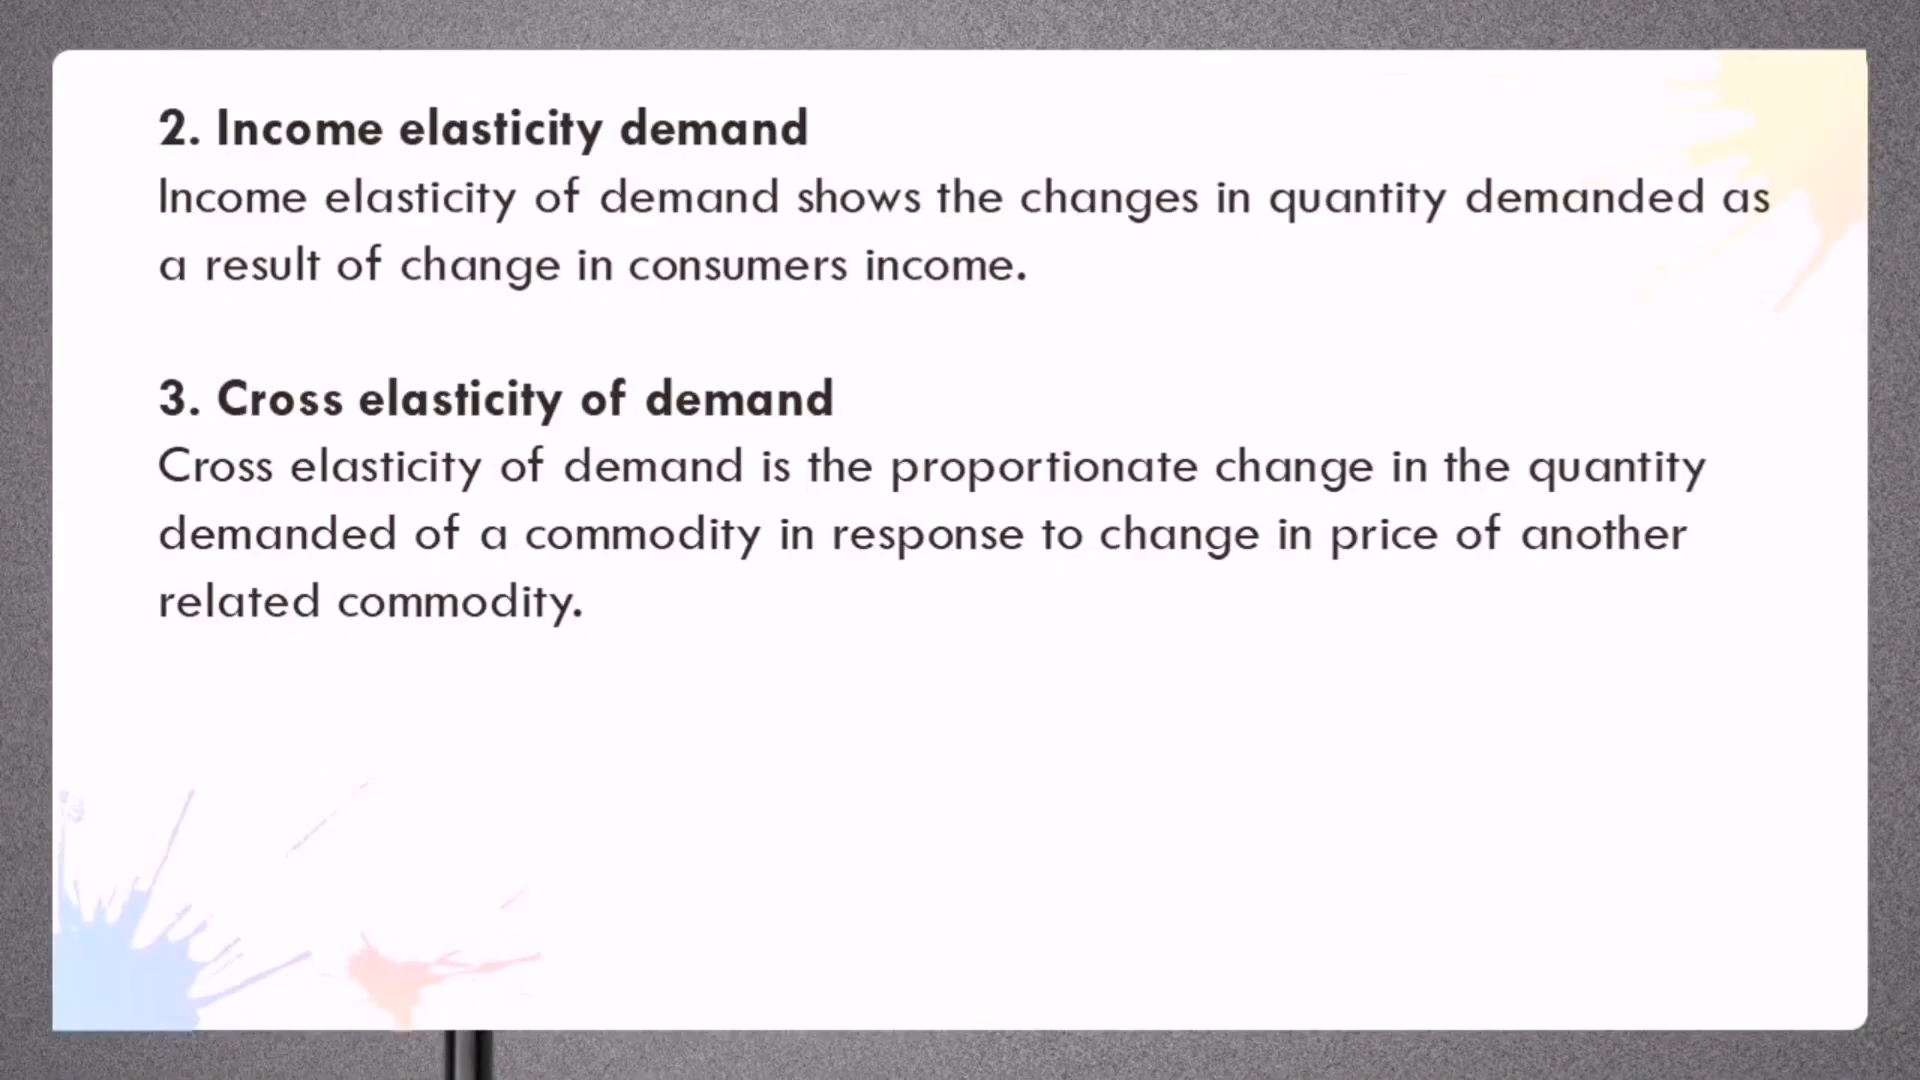 2. Income elasticity demand
Income elasticity of demand shows the changes in quantity demanded as
a result of change in consumers income.
3. Cross elasticity of demand
Cross elasticity of demand is the proportionate change in the quantity
demanded of a commodity in response to change in price of another
related commodity.